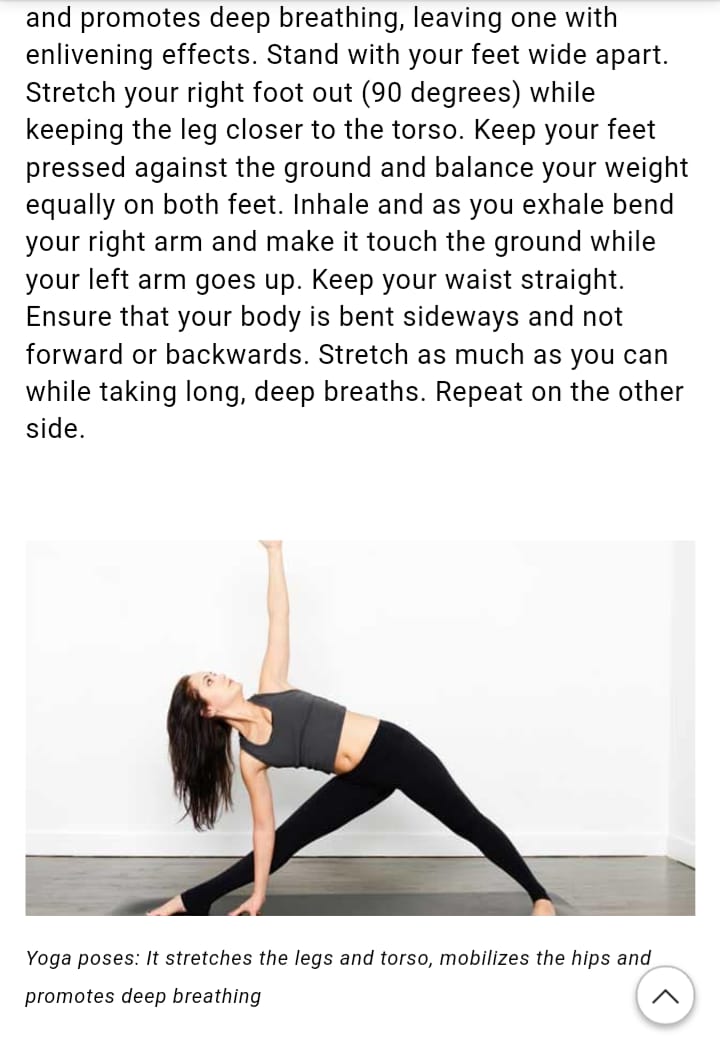 and promotes deep breathing, leaving one with
enlivening effects. Stand with your feet wide apart.
Stretch your right foot out (90 degrees) while
keeping the leg closer to the torso. Keep your feet
pressed against the ground and balance your weight
equally on both feet. Inhale and as you exhale bend
your right arm and make it touch the ground while
your left arm goes up. Keep your waist straight.
Ensure that your body is bent sideways and not
forward or backwards. Stretch as much as you can
while taking long, deep breaths. Repeat on the other
side.
Yoga poses: It stretches the legs and torso, mobilizes the hips and
promotes deep breathing